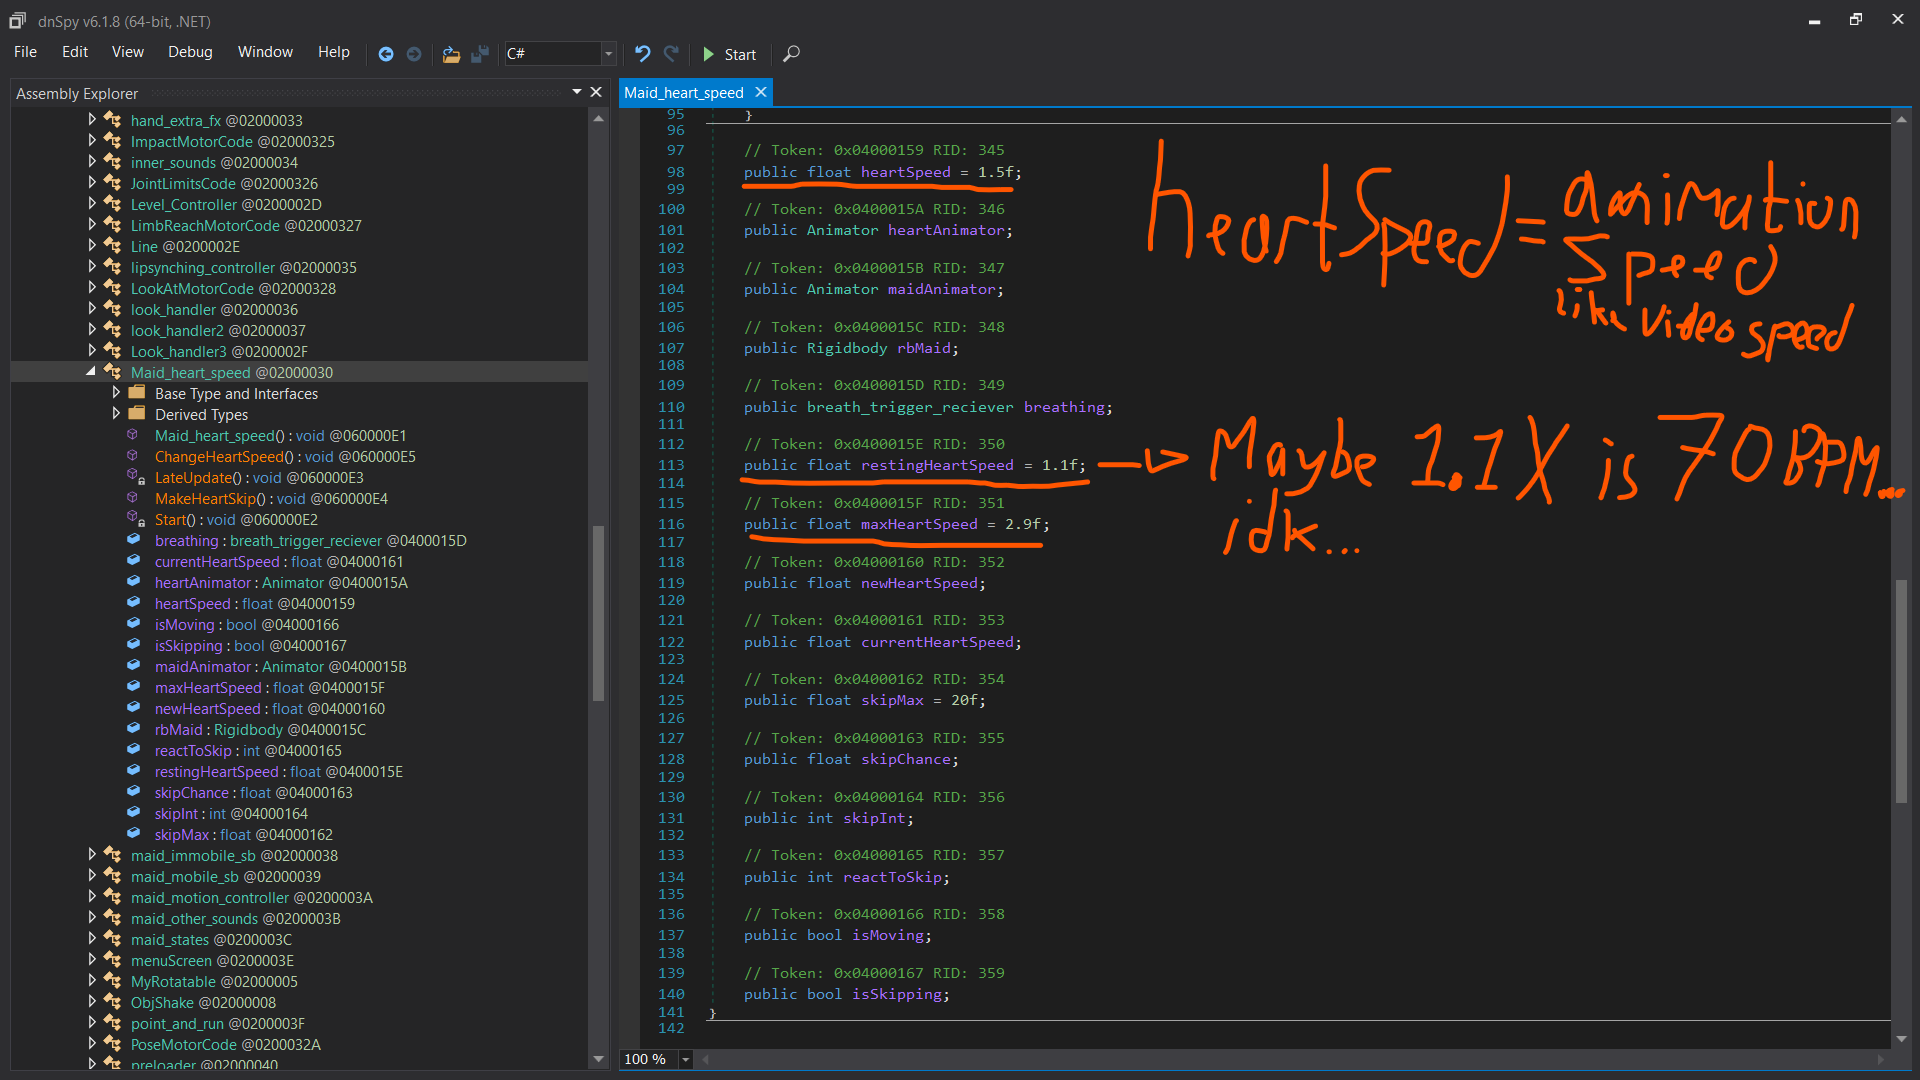 dnSpy v6.1.8 (64-bit, .NET)
File Edit View Debug Window Help C# Start
Assembly Explorer
hand_extra_fx @02000033
ImpactMotorCode @02000325
inner_sounds @02000034
JointLimitsCode @02000326
Level_Controller @0200002D
LimbReachMotorCode @02000327
Line @0200002E
lipsynching_controller @02000035
LookAtMotorCode @02000328
look_handler @02000036
look_handler2 @02000037
Look_handler3 @0200002F
Maid_heart_speed @02000030
Base Type and Interfaces
Derived Types
Maid_heart_speed() : void @060000E1
ChangeHeartSpeed() : void @060000E5
LateUpdate() : void @060000E3
MakeHeartSkip() : void @060000E4
Start() : void @060000E2
breathing : breath_trigger_reciever @0400015D
currentHeartSpeed : float @04000161
heartAnimator : Animator @0400015A
heartSpeed : float @04000159
isMoving : bool @04000166
isSkipping : bool @04000167
maidAnimator : Animator @0400015B
maxHeartSpeed : float @0400015F
newHeartSpeed : float @04000160
rbMaid : Rigidbody @0400015C
reactToSkip : int @04000165
restingHeartSpeed : float @0400015E
skipChance : float @04000163
skipInt : int @04000164
skipMax : float @04000162
maid_immobile_sb @02000038
maid_mobile_sb @02000039
maid_motion_controller @0200003A
maid_other_sounds @0200003B
maid_states @0200003C
menuScreen @0200003E
MyRotatable @02000005
ObjShake @02000008
point_and_run @0200003F
PoseMotorCode @0200032A
preloader @02000040
Maid_heart_speed
95 }
96
97 // Token: 0x04000159 RID: 345
98 public float heartSpeed = 1.5f;
99
100 // Token: 0x0400015A RID: 346
101 public Animator heartAnimator;
102
103 // Token: 0x0400015B RID: 347
104 public Animator maidAnimator;
105
106 // Token: 0x0400015C RID: 348
107 public Rigidbody rbMaid;
108
109 // Token: 0x0400015D RID: 349
110 public breath_trigger_reciever breathing;
111
112 // Token: 0x0400015E RID: 350
113 public float restingHeartSpeed = 1.1f;
114
115 // Token: 0x0400015F RID: 351
116 public float maxHeartSpeed = 2.9f;
117
118 // Token: 0x04000160 RID: 352
119 public float newHeartSpeed;
120
121 // Token: 0x04000161 RID: 353
122 public float currentHeartSpeed;
123
124 // Token: 0x04000162 RID: 354
125 public float skipMax = 20f;
126
127 // Token: 0x04000163 RID: 355
128 public float skipChance;
129
130 // Token: 0x04000164 RID: 356
131 public int skipInt;
132
133 // Token: 0x04000165 RID: 357
134 public int reactToSkip;
135
136 // Token: 0x04000166 RID: 358
137 public bool isMoving;
138
139 // Token: 0x04000167 RID: 359
140 public bool isSkipping;
141 }
142
100 %
heartSpeed = animation
speed
like video speed
Maybe 1.1X is 70 BPM...
idk...